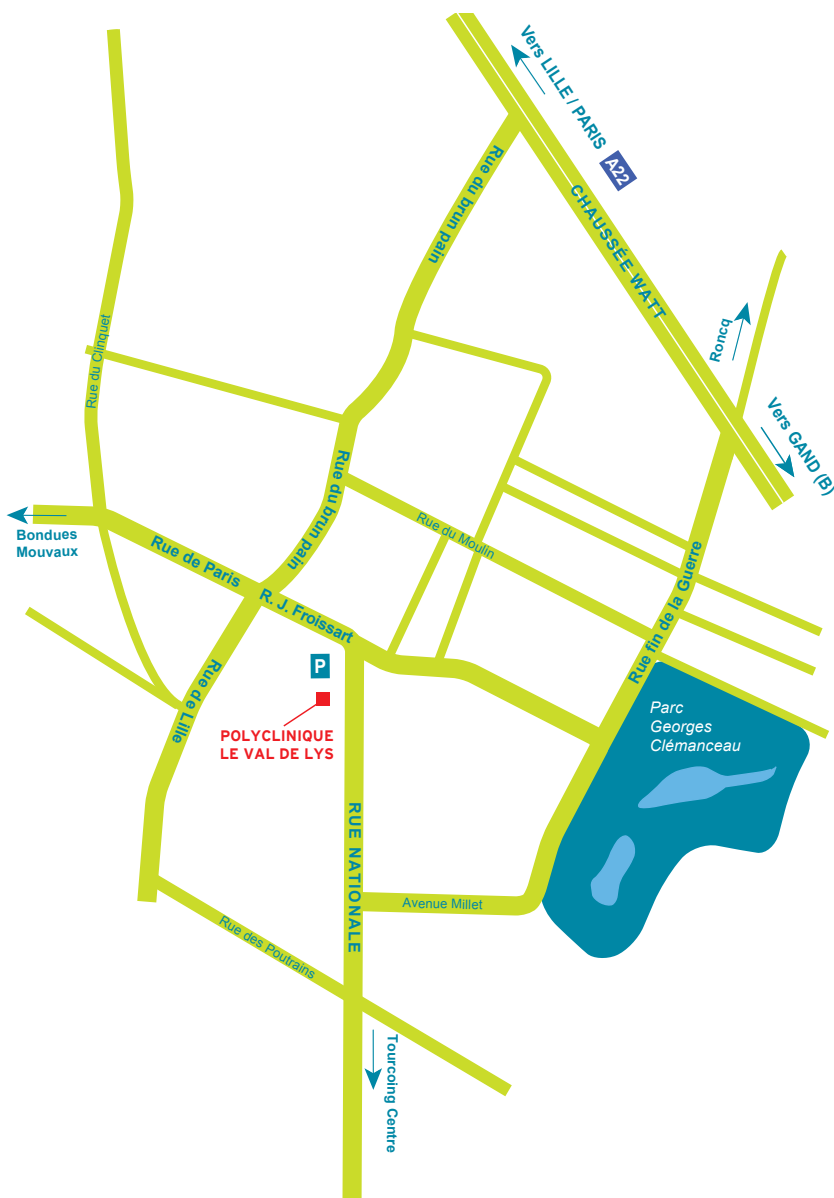 Vers LILLE / PARIS
A22
CHAUSSÉE WATT
Rue du brun pain
Roncq
Rue du Clinquet
Vers GAND (B)
Rue du brun pain
Rue du Moulin
Bondues
Mouvaux
Rue de Paris
R. J. Froissart
Rue fin de la Guerre
P
Rue de Lille
POLYCLINIQUE
LE VAL DE LYS
Parc
Georges
Clémanceau
RUE NATIONALE
Avenue Millet
Rue des Poutrains
Tourcoing Centre